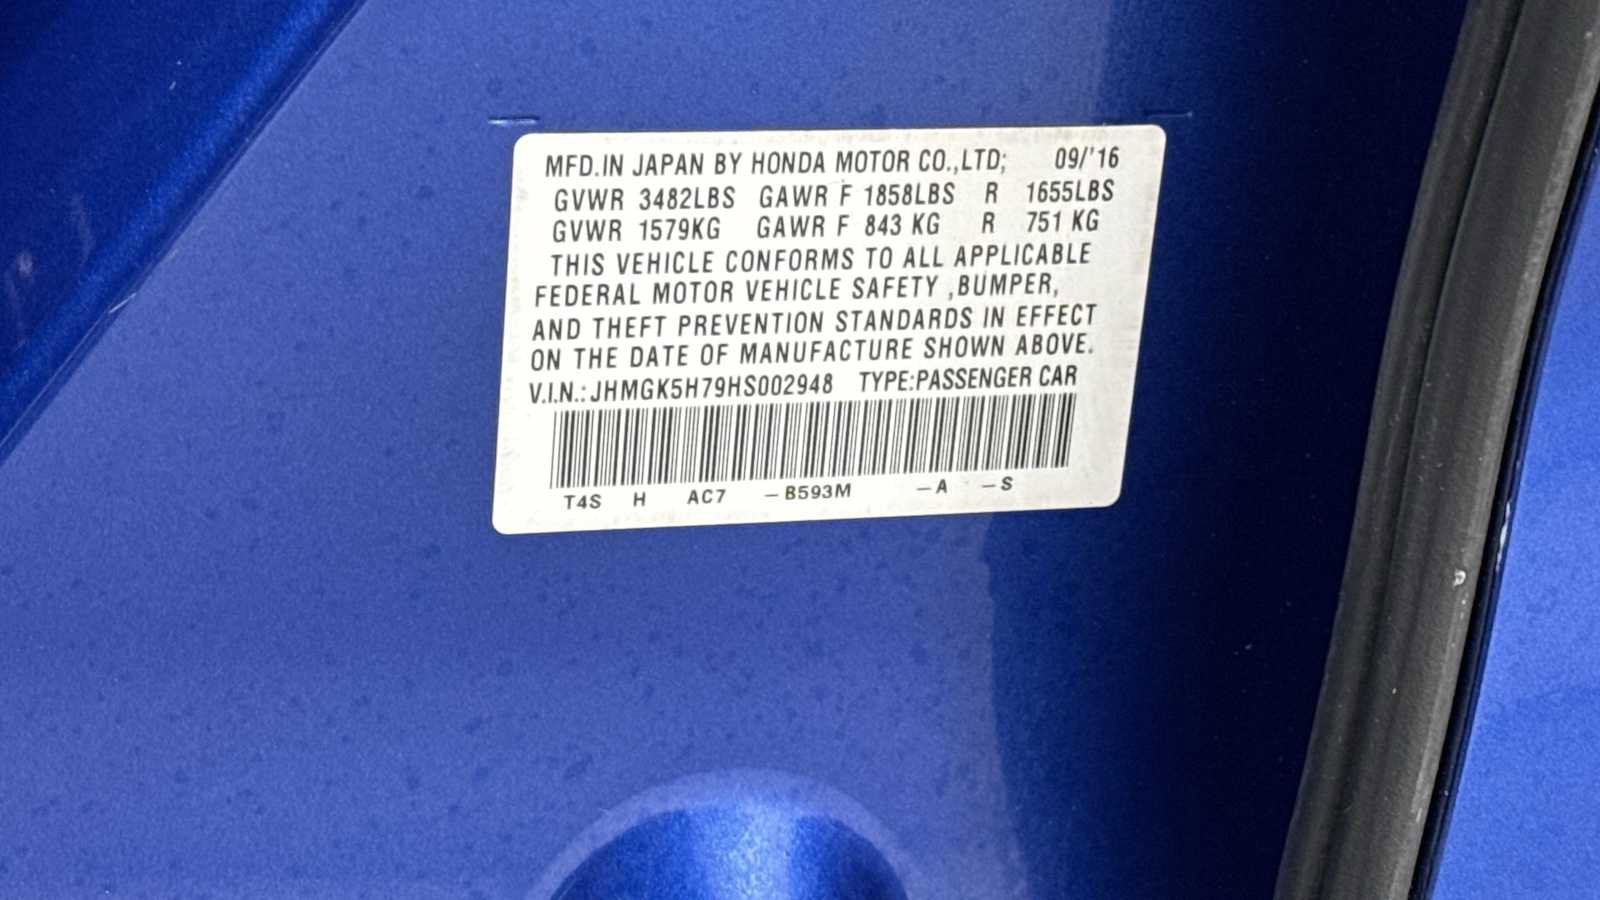 MFD.IN JAPAN BY HONDA MOTOR CO.,LTD; 09/'16
GVWR 3482LBS GAWR F 1858LBS R 1655LBS
GVWR 1579KG GAWR F 843 KG R 751 KG
THIS VEHICLE CONFORMS TO ALL APPLICABLE
FEDERAL MOTOR VEHICLE SAFETY ,BUMPER,
AND THEFT PREVENTION STANDARDS IN EFFECT
ON THE DATE OF MANUFACTURE SHOWN ABOVE.
V.I.N.: JHMGK5H79HS002948 TYPE:PASSENGER CAR
T4S H AC7 –B593M –A –S